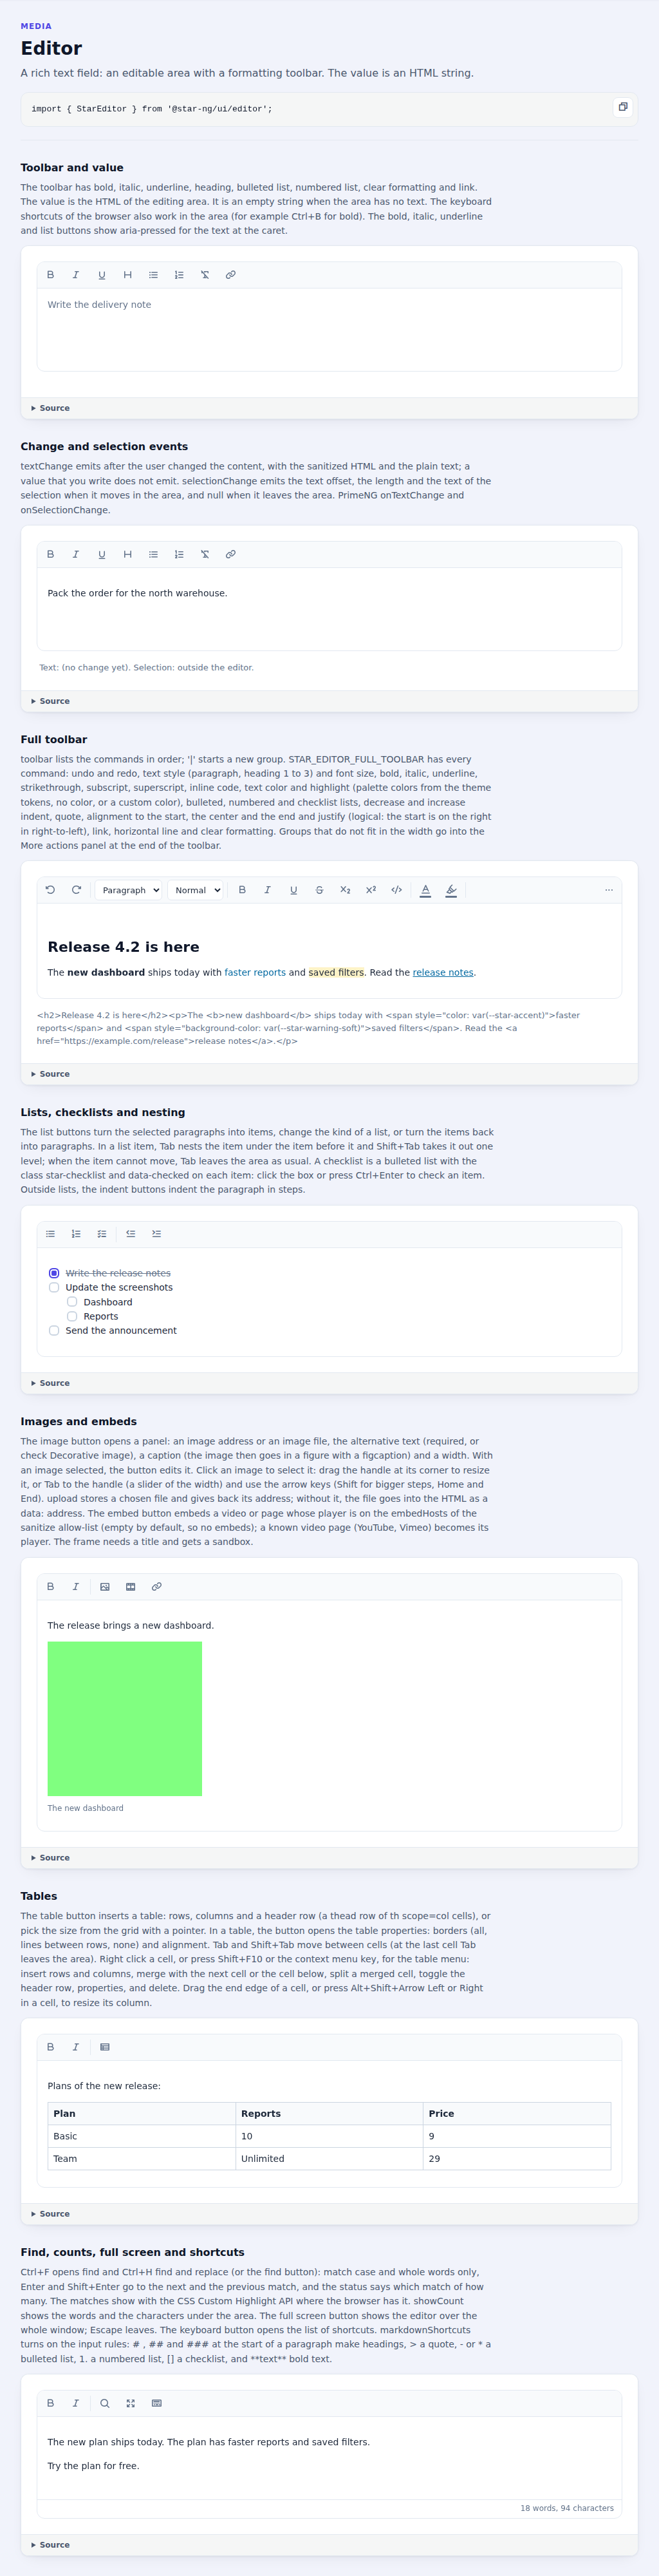 MEDIA
Editor
A rich text field: an editable area with a formatting toolbar. The value is an HTML string.
import { StarEditor } from '@star-ng/ui/editor';
Toolbar and value
The toolbar has bold, italic, underline, heading, bulleted list, numbered list, clear formatting and link.
The value is the HTML of the editing area. It is an empty string when the area has no text. The keyboard
shortcuts of the browser also work in the area (for example Ctrl+B for bold). The bold, italic, underline
and list buttons show aria-pressed for the text at the caret.
Write the delivery note
Source
Change and selection events
textChange emits after the user changed the content, with the sanitized HTML and the plain text; a
value that you write does not emit. selectionChange emits the text offset, the length and the text of the
selection when it moves in the area, and null when it leaves the area. PrimeNG onTextChange and
onSelectionChange.
Pack the order for the north warehouse.
Text: (no change yet). Selection: outside the editor.
Source
Full toolbar
toolbar lists the commands in order; '|' starts a new group. STAR_EDITOR_FULL_TOOLBAR has every
command: undo and redo, text style (paragraph, heading 1 to 3) and font size, bold, italic, underline,
strikethrough, subscript, superscript, inline code, text color and highlight (palette colors from the theme
tokens, no color, or a custom color), bulleted, numbered and checklist lists, decrease and increase
indent, quote, alignment to the start, the center and the end and justify (logical: the start is on the right
in right-to-left), link, horizontal line and clear formatting. Groups that do not fit in the width go into the
More actions panel at the end of the toolbar.
Paragraph Normal
Release 4.2 is here
The new dashboard ships today with faster reports and saved filters. Read the release notes.
<h2>Release 4.2 is here</h2><p>The <b>new dashboard</b> ships today with <span style="color: var(--star-accent)">faster
reports</span> and <span style="background-color: var(--star-warning-soft)">saved filters</span>. Read the <a
href="https://example.com/release">release notes</a>.</p>
Source
Lists, checklists and nesting
The list buttons turn the selected paragraphs into items, change the kind of a list, or turn the items back
into paragraphs. In a list item, Tab nests the item under the item before it and Shift+Tab takes it out one
level; when the item cannot move, Tab leaves the area as usual. A checklist is a bulleted list with the
class star-checklist and data-checked on each item: click the box or press Ctrl+Enter to check an item.
Outside lists, the indent buttons indent the paragraph in steps.
Write the release notes
Update the screenshots
Dashboard
Reports
Send the announcement
Source
Images and embeds
The image button opens a panel: an image address or an image file, the alternative text (required, or
check Decorative image), a caption (the image then goes in a figure with a figcaption) and a width. With
an image selected, the button edits it. Click an image to select it: drag the handle at its corner to resize
it, or Tab to the handle (a slider of the width) and use the arrow keys (Shift for bigger steps, Home and
End). upload stores a chosen file and gives back its address; without it, the file goes into the HTML as a
data: address. The embed button embeds a video or page whose player is on the embedHosts of the
sanitize allow-list (empty by default, so no embeds); a known video page (YouTube, Vimeo) becomes its
player. The frame needs a title and gets a sandbox.
The release brings a new dashboard.
The new dashboard
Source
Tables
The table button inserts a table: rows, columns and a header row (a thead row of th scope=col cells), or
pick the size from the grid with a pointer. In a table, the button opens the table properties: borders (all,
lines between rows, none) and alignment. Tab and Shift+Tab move between cells (at the last cell Tab
leaves the area). Right click a cell, or press Shift+F10 or the context menu key, for the table menu:
insert rows and columns, merge with the next cell or the cell below, split a merged cell, toggle the
header row, properties, and delete. Drag the end edge of a cell, or press Alt+Shift+Arrow Left or Right
in a cell, to resize its column.
Plans of the new release:
Plan Reports Price
Basic 10 9
Team Unlimited 29
Source
Find, counts, full screen and shortcuts
Ctrl+F opens find and Ctrl+H find and replace (or the find button): match case and whole words only,
Enter and Shift+Enter go to the next and the previous match, and the status says which match of how
many. The matches show with the CSS Custom Highlight API where the browser has it. showCount
shows the words and the characters under the area. The full screen button shows the editor over the
whole window; Escape leaves. The keyboard button opens the list of shortcuts. markdownShortcuts
turns on the input rules: # , ## and ### at the start of a paragraph make headings, > a quote, - or * a
bulleted list, 1. a numbered list, [] a checklist, and **text** bold text.
The new plan ships today. The plan has faster reports and saved filters.
Try the plan for free.
18 words, 94 characters
Source